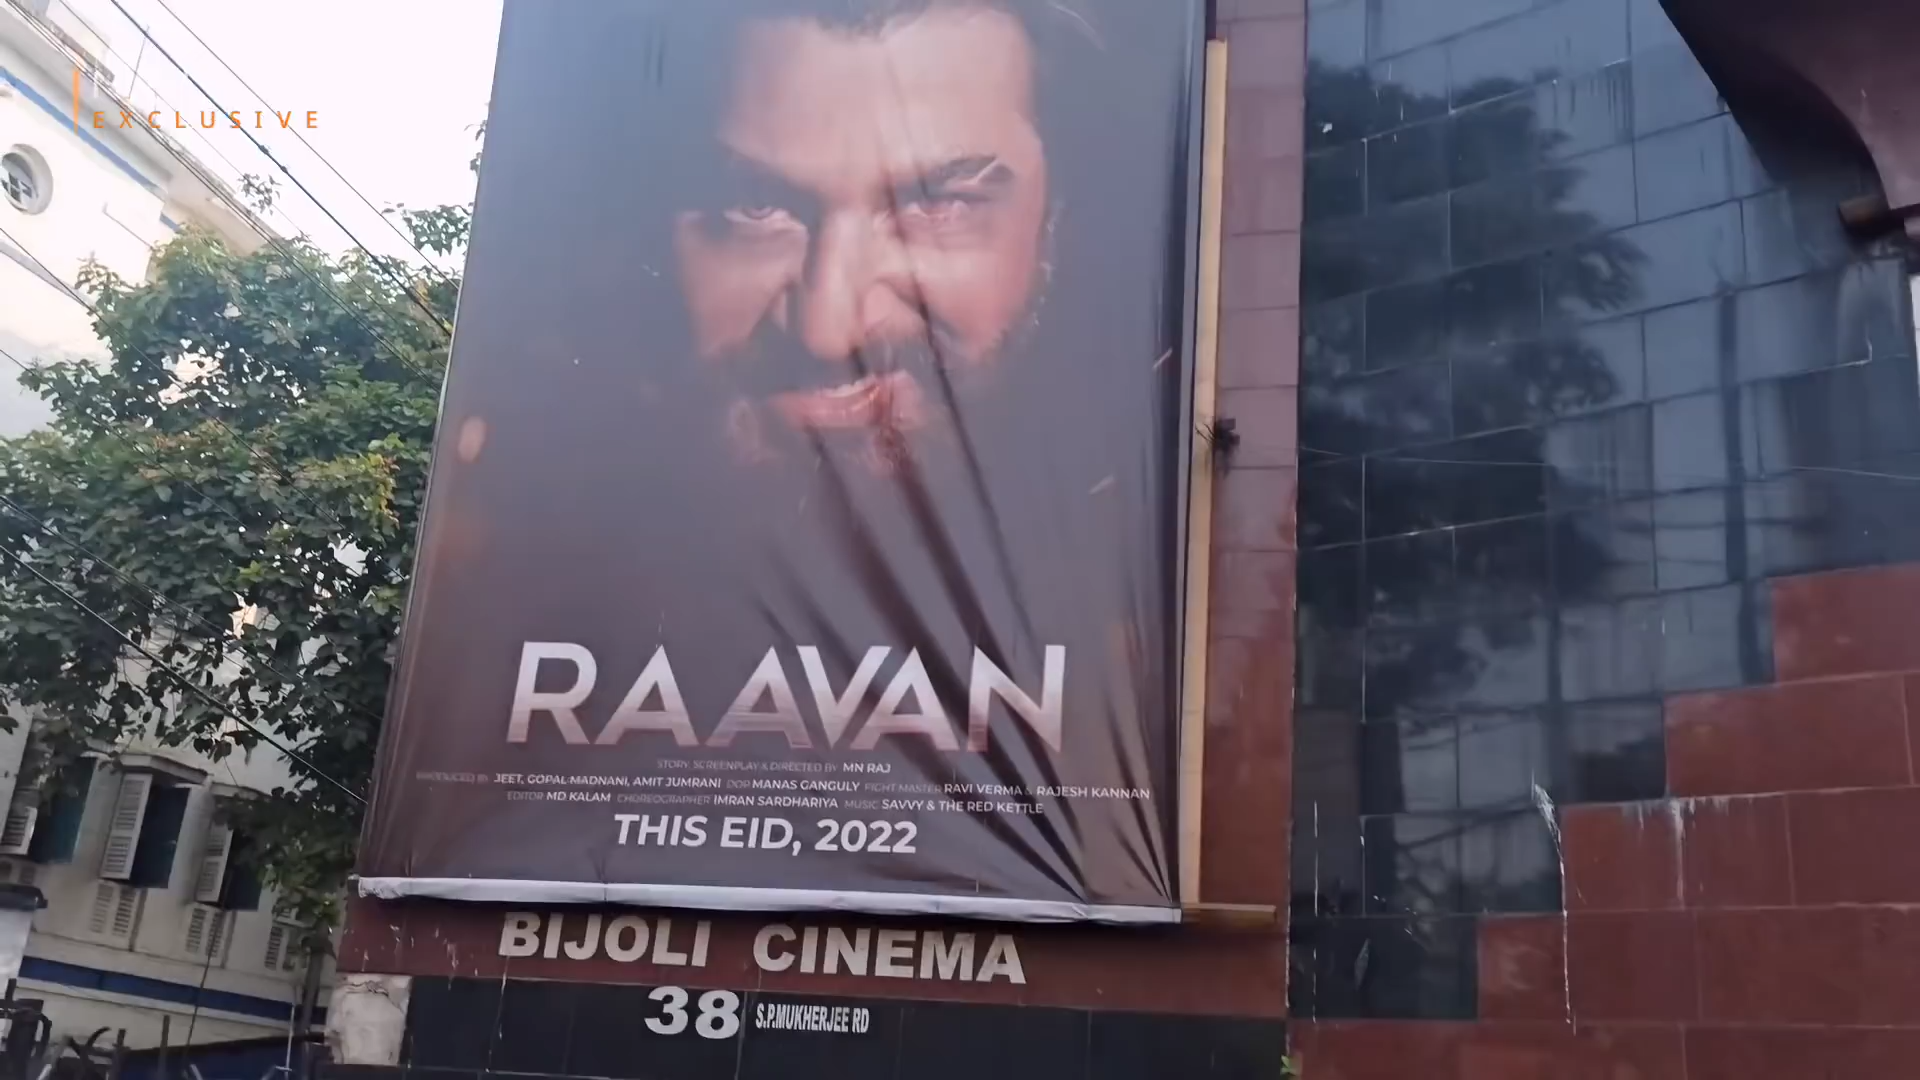 EXCLUSIVE
RAAVAN
STORY, SCREENPLAY & DIRECTED BY MN RAJ
PRODUCED BY JEET, GOPAL MADNANI, AMIT JUMRANI DOP MANAS GANGULY FIGHT MASTER RAVI VERMA & RAJESH KANNAN
EDITOR MD KALAM CHOREOGRAPHER IMRAN SARDHARIYA MUSIC SAVVY & THE RED KETTLE
THIS EID, 2022
BIJOLI CINEMA
38 S.P.MUKHERJEE RD